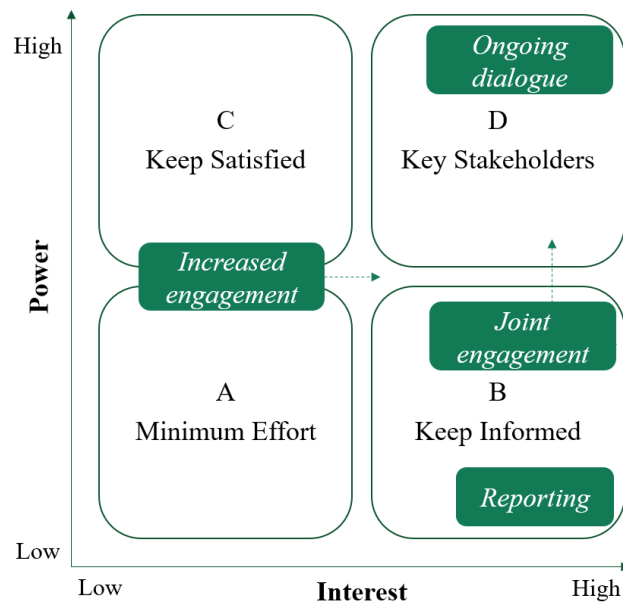 High
Ongoing
dialogue
C
Keep Satisfied
D
Key Stakeholders
Power
Increased
engagement
Joint
engagement
A
Minimum Effort
B
Keep Informed
Reporting
Low
Low
Interest
High